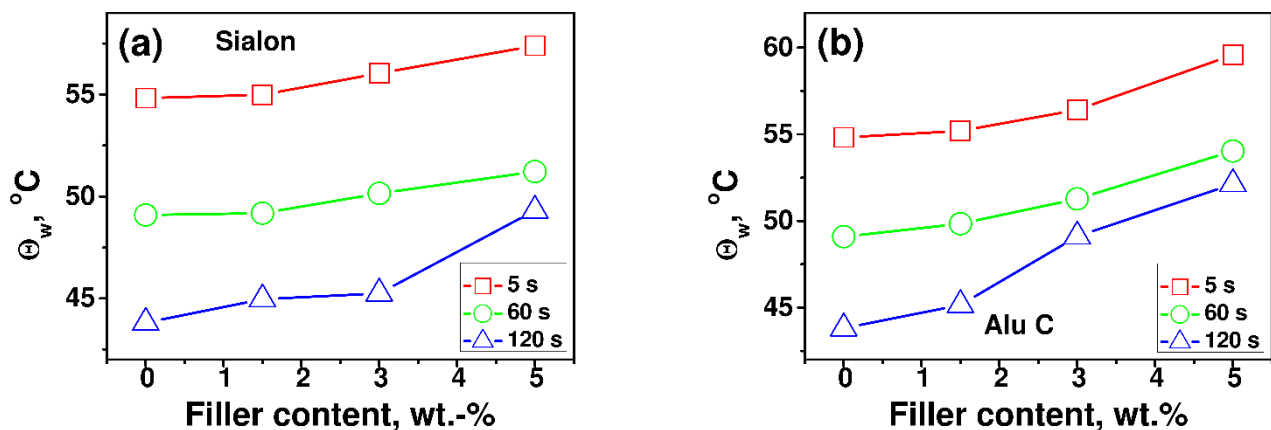 (a)
Sialon
Θw, °C
55
50
45
5 s
60 s
120 s
0 1 2 3 4 5
Filler content, wt.-%
(b)
Θw, °C
60
55
50
45
Alu C
5 s
60 s
120 s
0 1 2 3 4 5
Filler content, wt.%